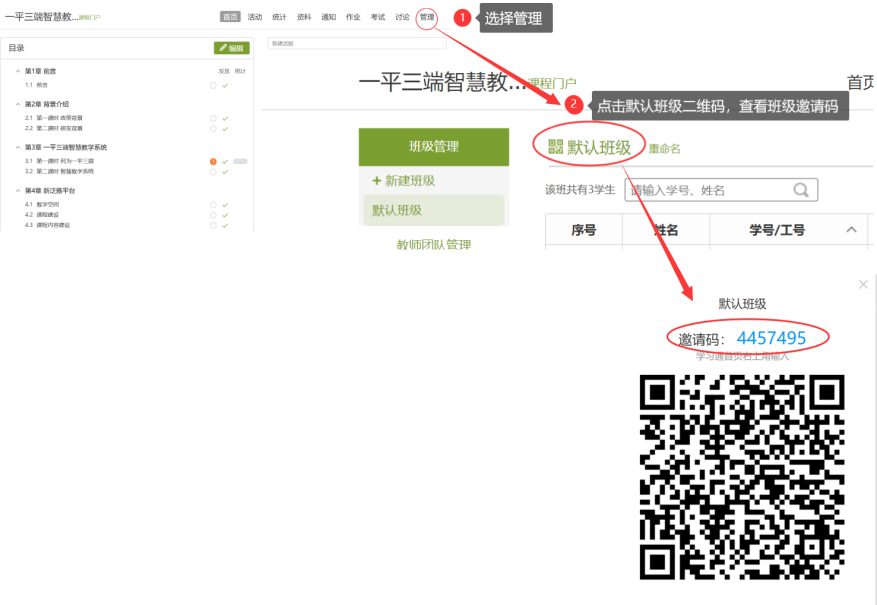 一平三端智慧教...课程门户
首页 活动 统计 资料 通知 作业 考试 讨论 管理
1 选择管理
目录
编辑
新建话题
第1章 前言
发放 统计
1.1 前言
第2章 背景介绍
2.1 第一课时 政策背景
2.2 第二课时 研发背景
第3章 一平三端智慧教学系统
3.1 第一课时 何为一平三端
3.2 第二课时 智慧教学系统
第4章 新泛雅平台
4.1 教学空间
4.2 课程建设
4.3 课程内容建设
一平三端智慧教...课程门户
首页
2 点击默认班级二维码，查看班级邀请码
班级管理
+ 新建班级
默认班级
教师团队管理
默认班级 重命名
该班共有3学生 请输入学号、姓名
序号 姓名 学号/工号
默认班级
邀请码： 4457495
学习通首页右上角输入